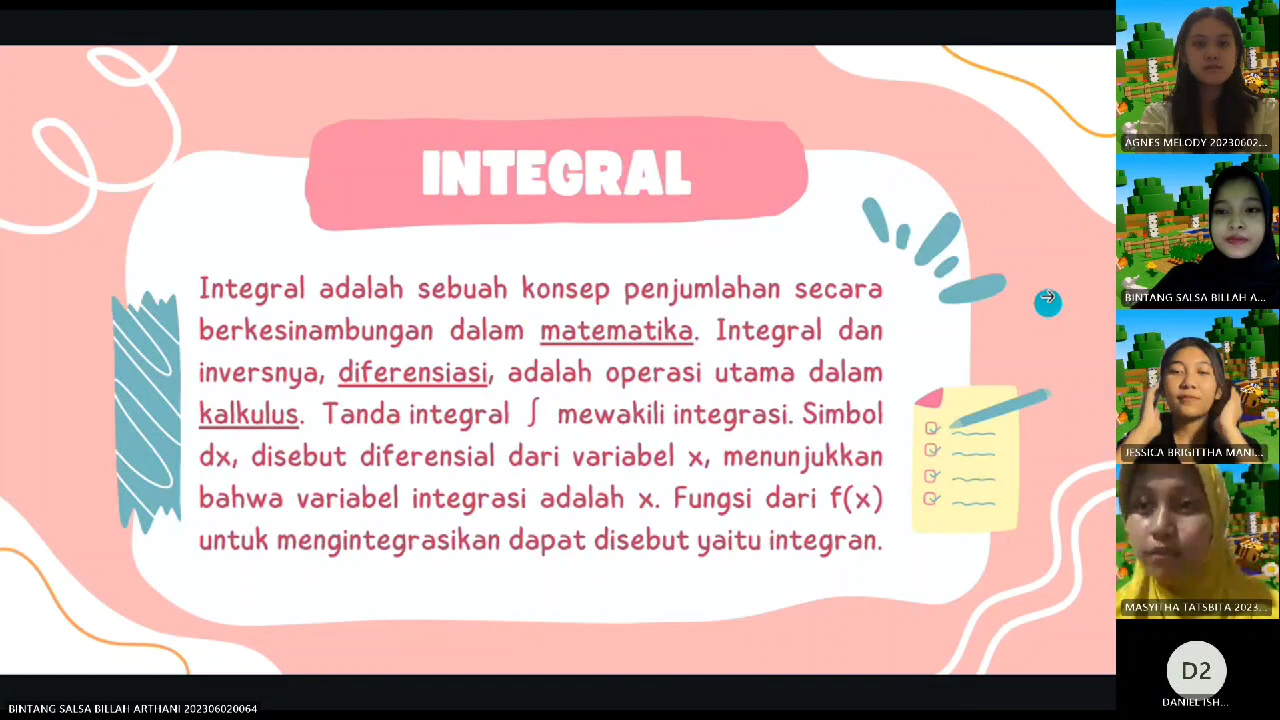 INTEGRAL
Integral adalah sebuah konsep penjumlahan secara
berkesinambungan dalam matematika. Integral dan
inversnya, diferensiasi, adalah operasi utama dalam
kalkulus. Tanda integral ∫ mewakili integrasi. Simbol
dx, disebut diferensial dari variabel x, menunjukkan
bahwa variabel integrasi adalah x. Fungsi dari f(x)
untuk mengintegrasikan dapat disebut yaitu integran.
AGNES MELODY 20230602...
BINTANG SALSA BILLAH A...
JESSICA BRIGITTHA MANI...
MASYITHA TATSBITA 2023...
D2
DANIEL ISH...
BINTANG SALSA BILLAH ARTHANI 202306020064